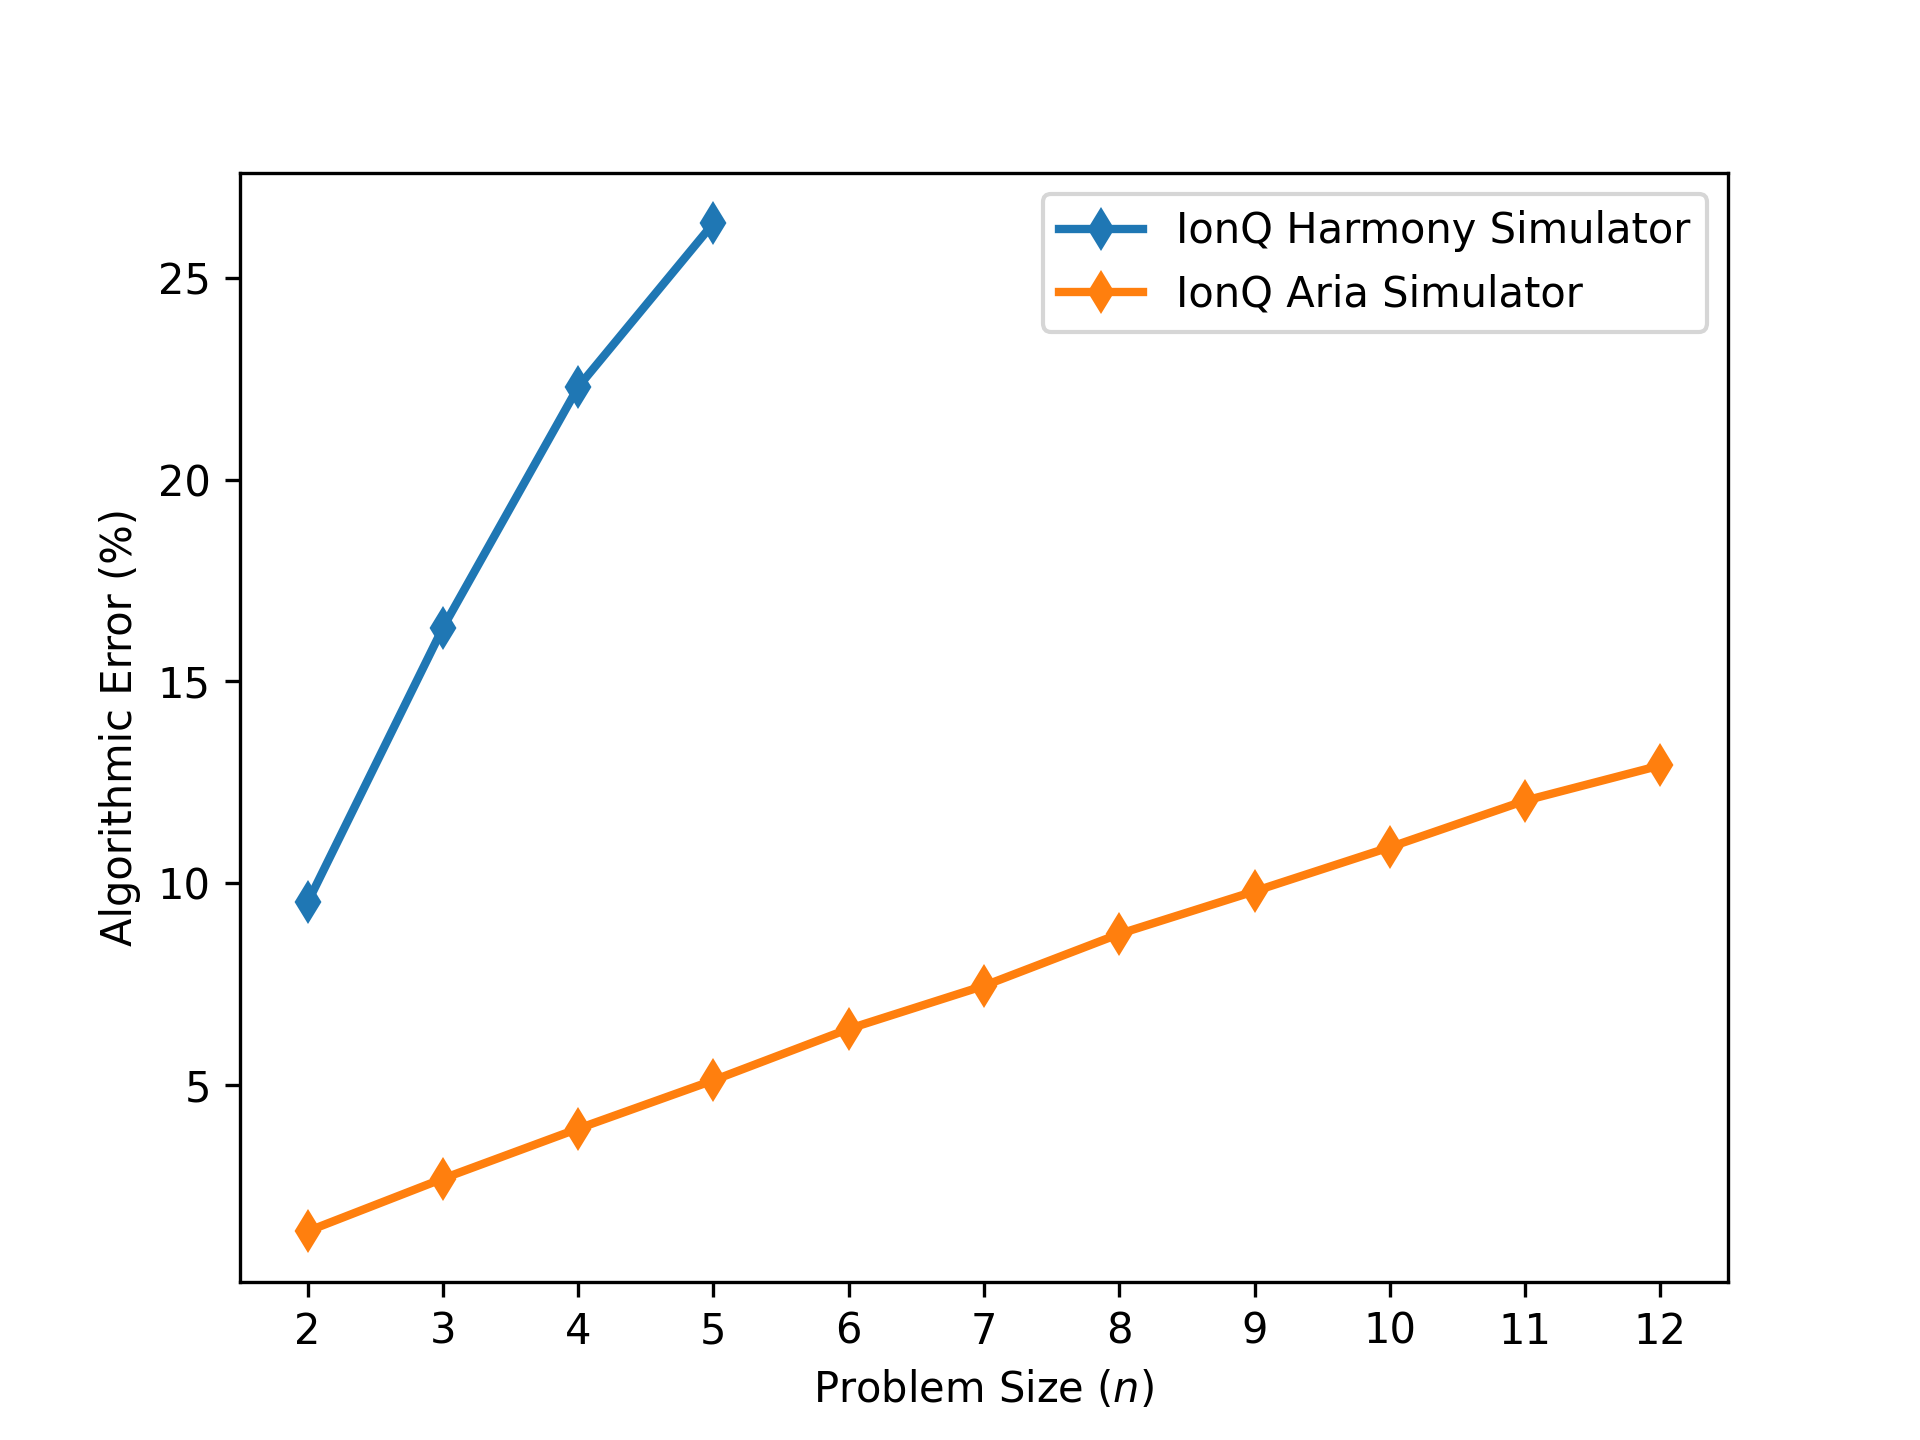 IonQ Harmony Simulator
IonQ Aria Simulator
25
20
15
10
5
Algorithmic Error (%)
2 3 4 5 6 7 8 9 10 11 12
Problem Size (n)